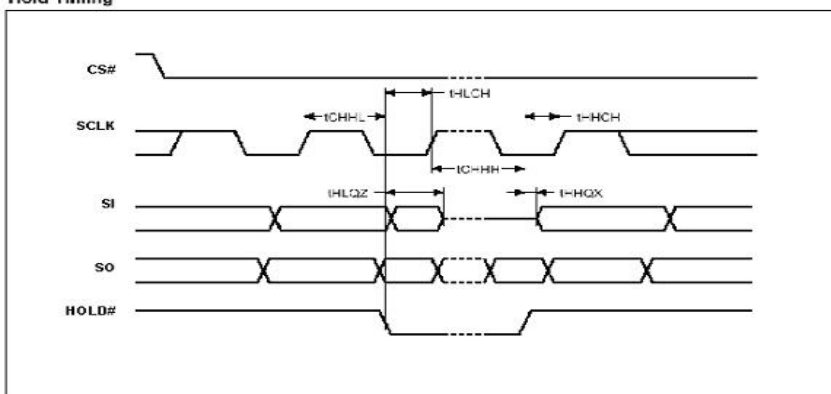 Hold Timing
CS#
tHLCH
tCHHL
tHHCH
SCLK
tCHHH
tHLQZ
tHHQX
SI
SO
HOLD#